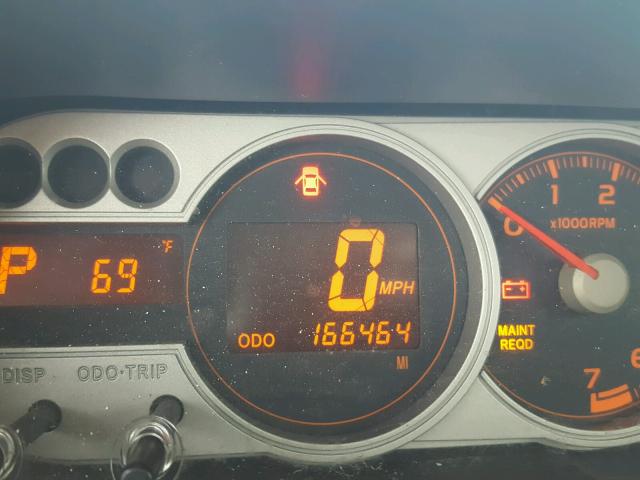 P 69 °F
0 MPH
ODO 166464
MI
0 1 2
x1000RPM
MAINT
REQD
7 6
DISP ODO·TRIP